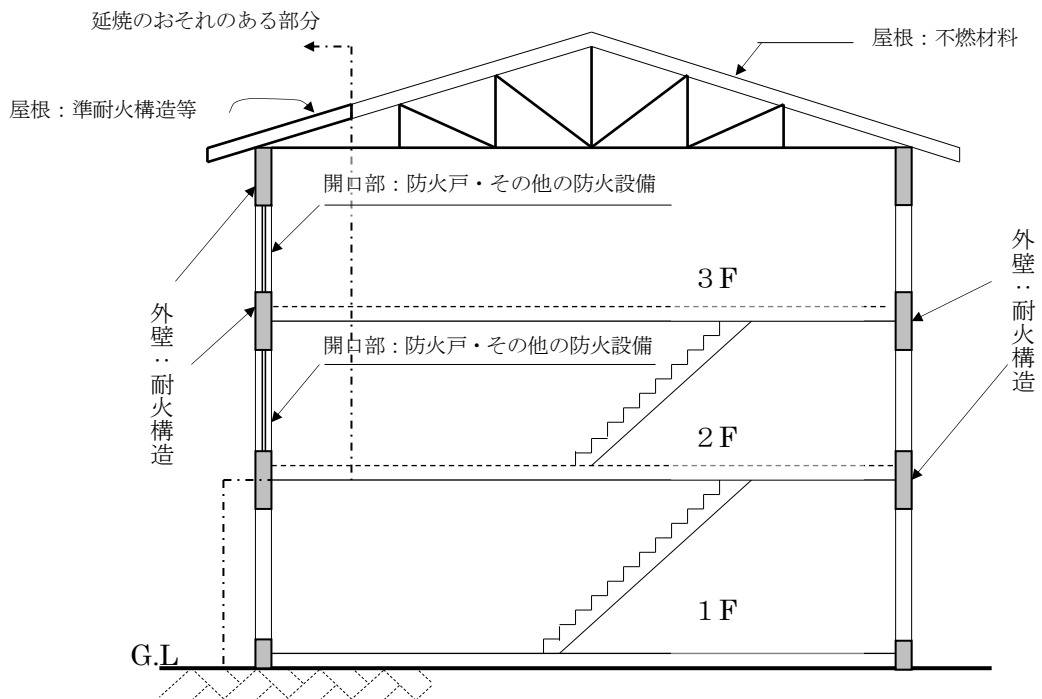 延焼のおそれのある部分
屋根：不燃材料
屋根：準耐火構造等
開口部：防火戸・その他の防火設備
3F
外壁：耐火構造
外壁：耐火構造
開口部：防火戸・その他の防火設備
2F
1F
G.L